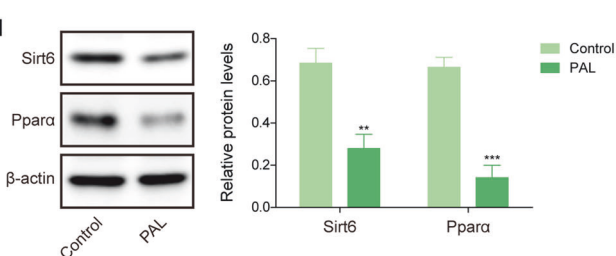 Sirt6
Pparα
β-actin
Control
PAL
Relative protein levels
0.8
0.6
0.4
0.2
0.0
**
***
Sirt6
Pparα
Control
PAL